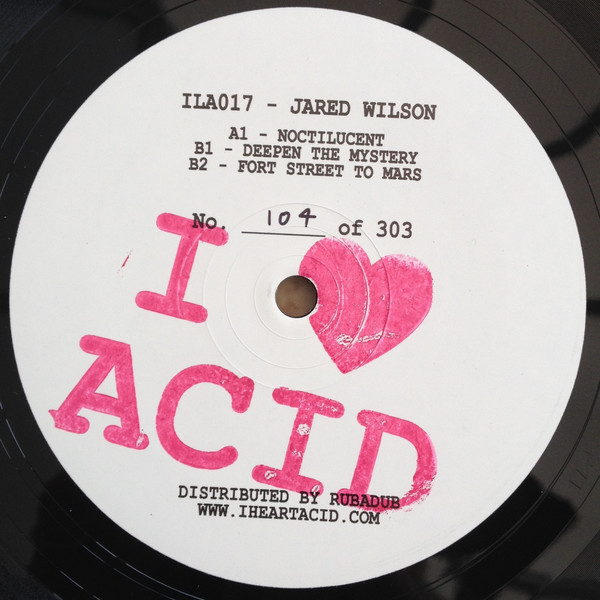 ILA017 - JARED WILSON
A1 - NOCTILUCENT
B1 - DEEPEN THE MYSTERY
B2 - FORT STREET TO MARS
No. 104 of 303
I ♥
ACID
DISTRIBUTED BY RUBADUB
WWW.IHEARTACID.COM